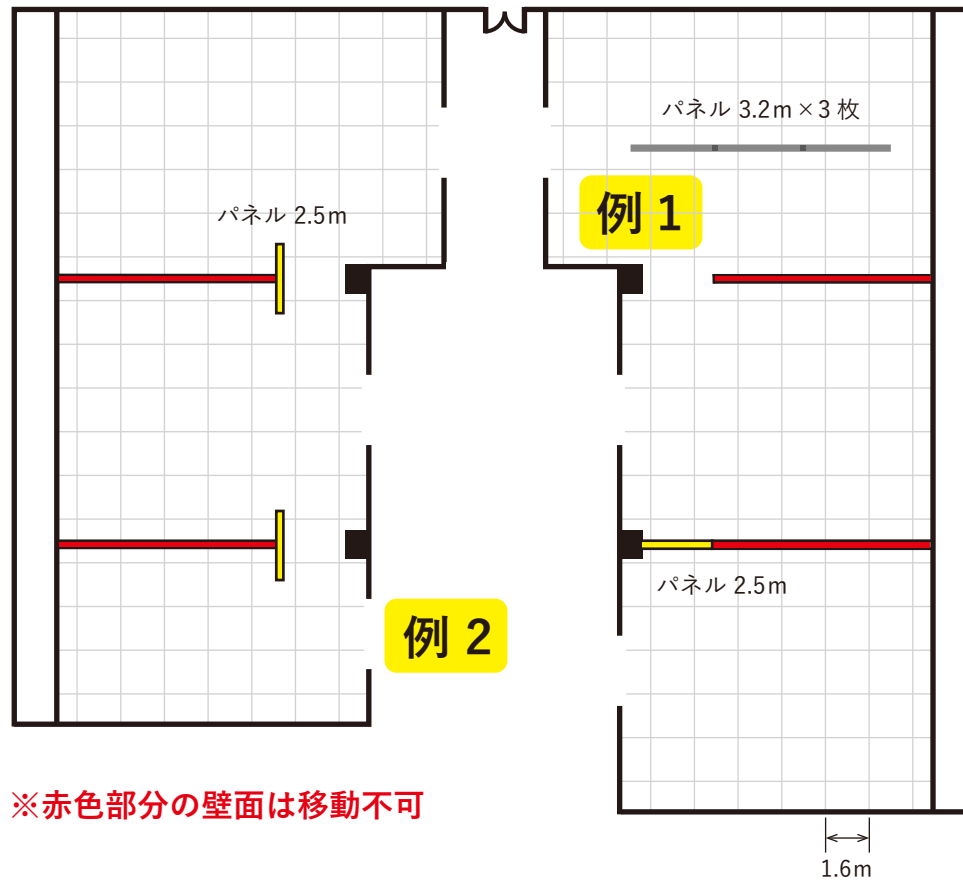 パネル 3.2m×3 枚
例 1
パネル 2.5m
パネル 2.5m
例 2
※赤色部分の壁面は移動不可
1.6m